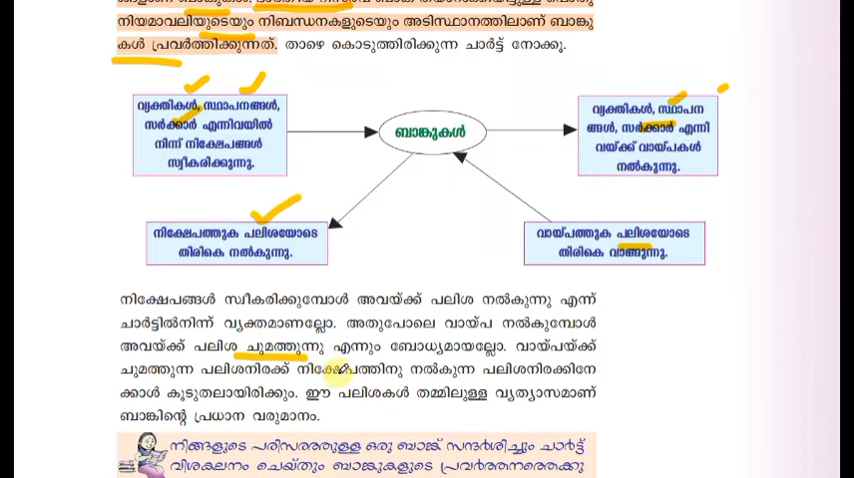 നിയമാവലിയുടെയും നിബന്ധനകളുടെയും അടിസ്ഥാനത്തിലാണ് ബാങ്കു
കൾ പ്രവർത്തിക്കുന്നത്. താഴെ കൊടുത്തിരിക്കുന്ന ചാർട്ട് നോക്കൂ.
വ്യക്തികൾ, സ്ഥാപനങ്ങൾ,
സർക്കാർ എന്നിവയിൽ
നിന്ന് നിക്ഷേപങ്ങൾ
സ്വീകരിക്കുന്നു.
ബാങ്കുകൾ
വ്യക്തികൾ, സ്ഥാപന
ങ്ങൾ, സർക്കാർ എന്നി
വയ്ക്ക് വായ്പകൾ
നൽകുന്നു.
നിക്ഷേപത്തുക പലിശയോടെ
തിരികെ നൽകുന്നു.
വായ്പത്തുക പലിശയോടെ
തിരികെ വാങ്ങുന്നു.
നിക്ഷേപങ്ങൾ സ്വീകരിക്കുമ്പോൾ അവയ്ക്ക് പലിശ നൽകുന്നു എന്ന്
ചാർട്ടിൽനിന്ന് വ്യക്തമാണല്ലോ. അതുപോലെ വായ്പ നൽകുമ്പോൾ
അവയ്ക്ക് പലിശ ചുമത്തുന്നു എന്നും ബോധ്യമായല്ലോ. വായ്പയ്ക്ക്
ചുമത്തുന്ന പലിശനിരക്ക് നിക്ഷേപത്തിനു നൽകുന്ന പലിശനിരക്കിനേ
ക്കാൾ കൂടുതലായിരിക്കും. ഈ പലിശകൾ തമ്മിലുള്ള വ്യത്യാസമാണ്
ബാങ്കിന്റെ പ്രധാന വരുമാനം.
നിങ്ങളുടെ പരിസരത്തുള്ള ഒരു ബാങ്ക് സന്ദർശിച്ചും ചാർട്ട്
വിശകലനം ചെയ്തും ബാങ്കുകളുടെ പ്രവർത്തനത്തെക്കു